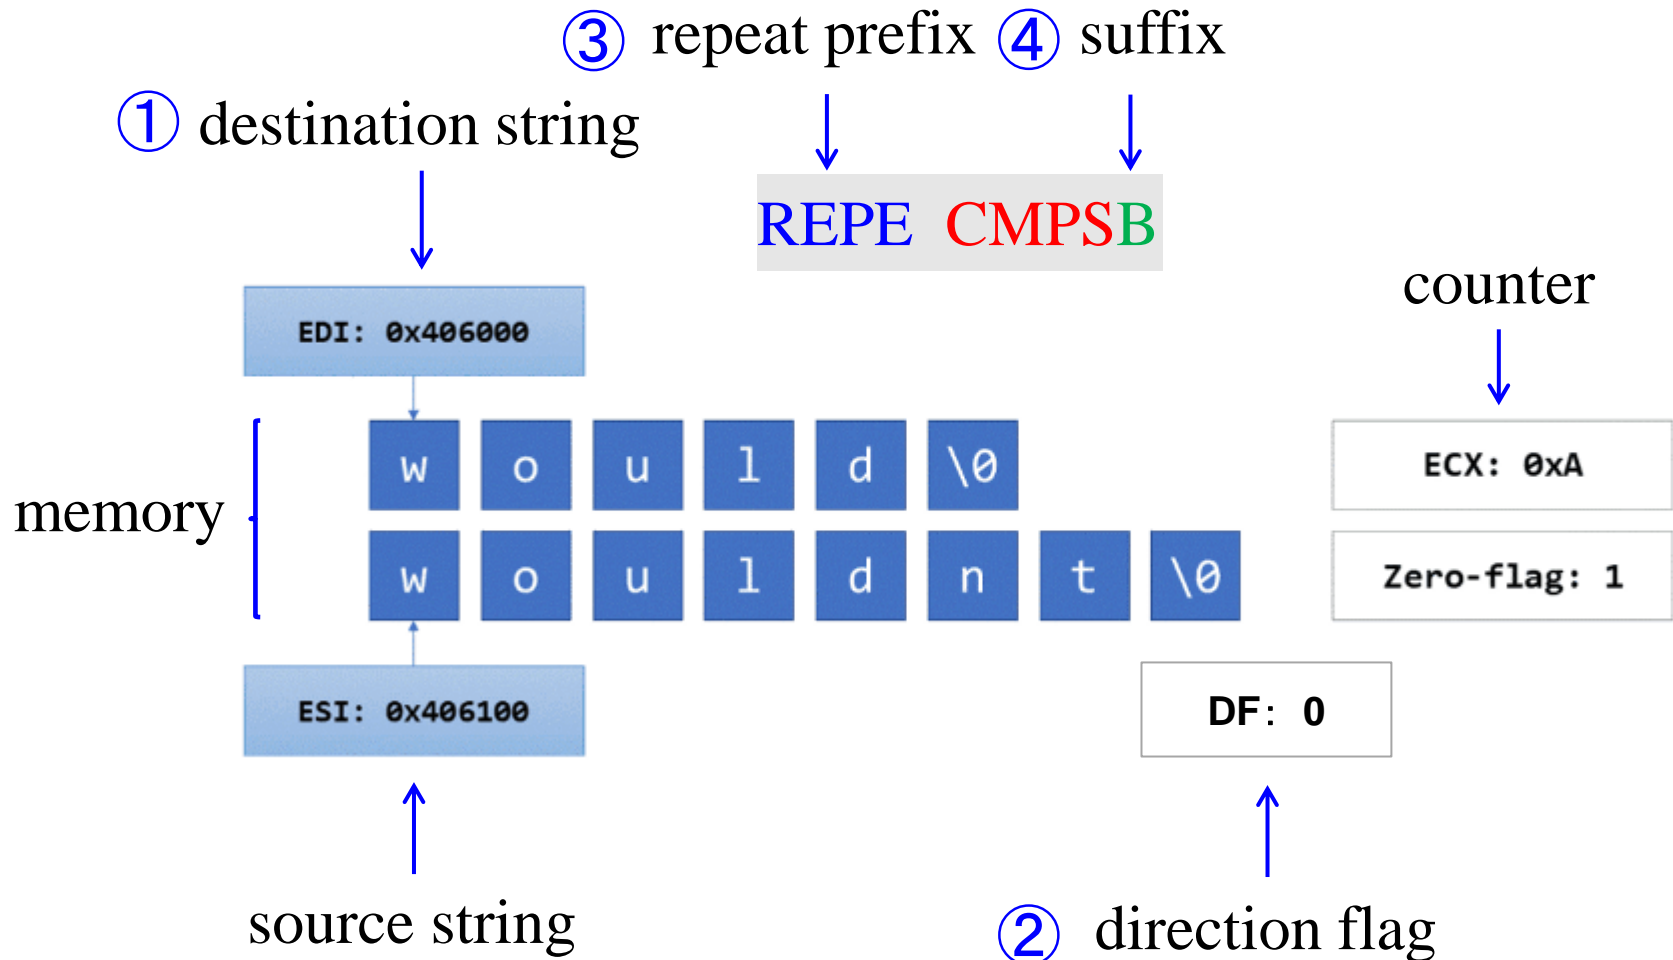 ③ repeat prefix ④ suffix
① destination string
REPE CMPSB
counter
EDI: 0x406000
w o u l d \0
ECX: 0xA
memory
w o u l d n t \0
Zero-flag: 1
ESI: 0x406100
DF: 0
source string
② direction flag